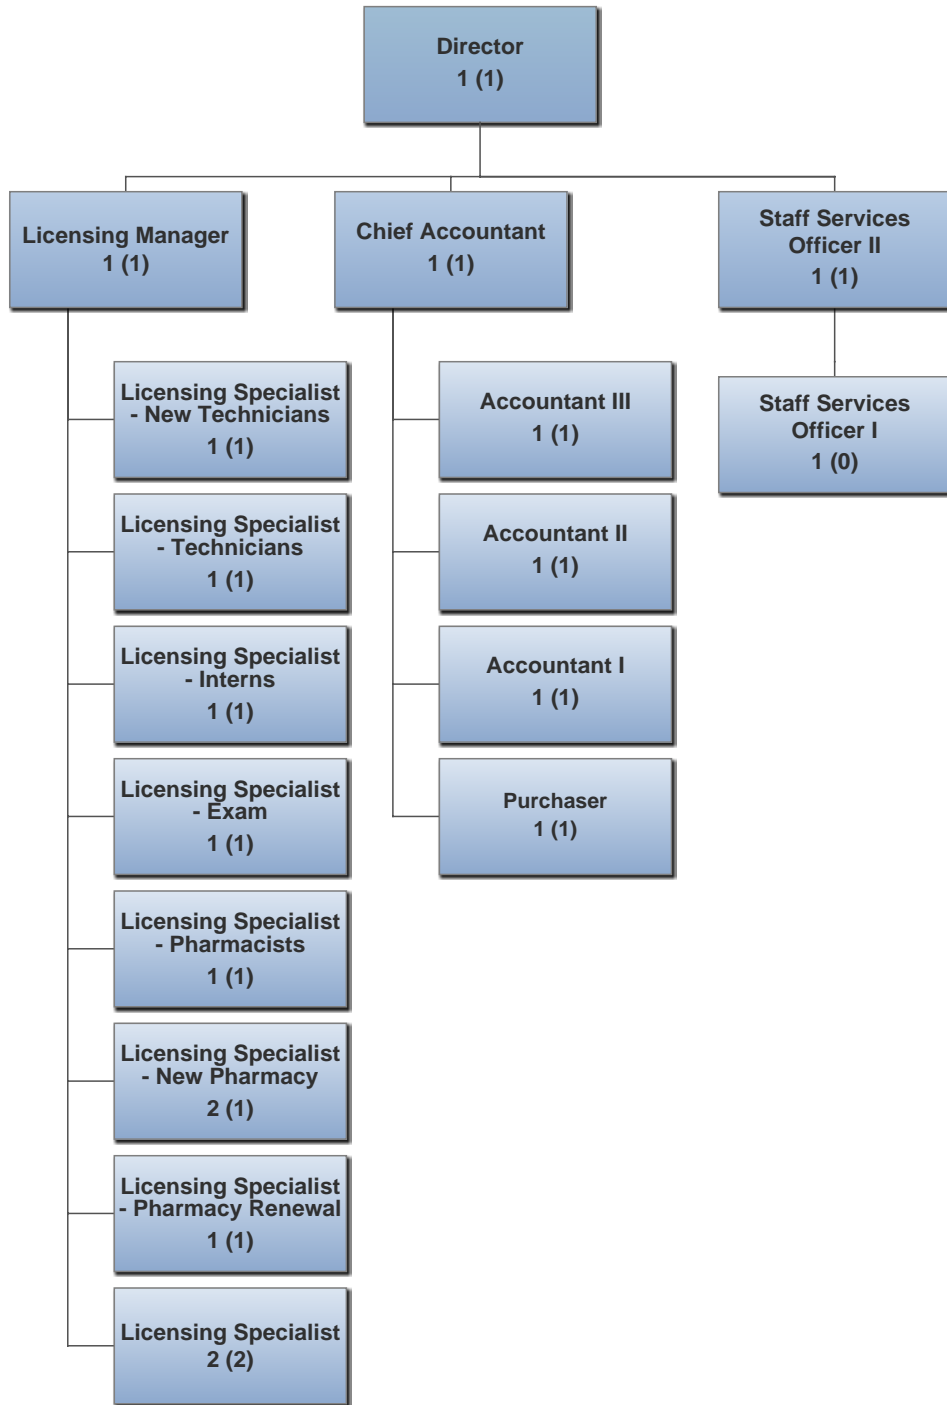 Director
1 (1)
Licensing Manager
1 (1)
Chief Accountant
1 (1)
Staff Services
Officer II
1 (1)
Licensing Specialist
- New Technicians
1 (1)
Licensing Specialist
- Technicians
1 (1)
Licensing Specialist
- Interns
1 (1)
Licensing Specialist
- Exam
1 (1)
Licensing Specialist
- Pharmacists
1 (1)
Licensing Specialist
- New Pharmacy
2 (1)
Licensing Specialist
- Pharmacy Renewal
1 (1)
Licensing Specialist
2 (2)
Accountant III
1 (1)
Accountant II
1 (1)
Accountant I
1 (1)
Purchaser
1 (1)
Staff Services
Officer I
1 (0)